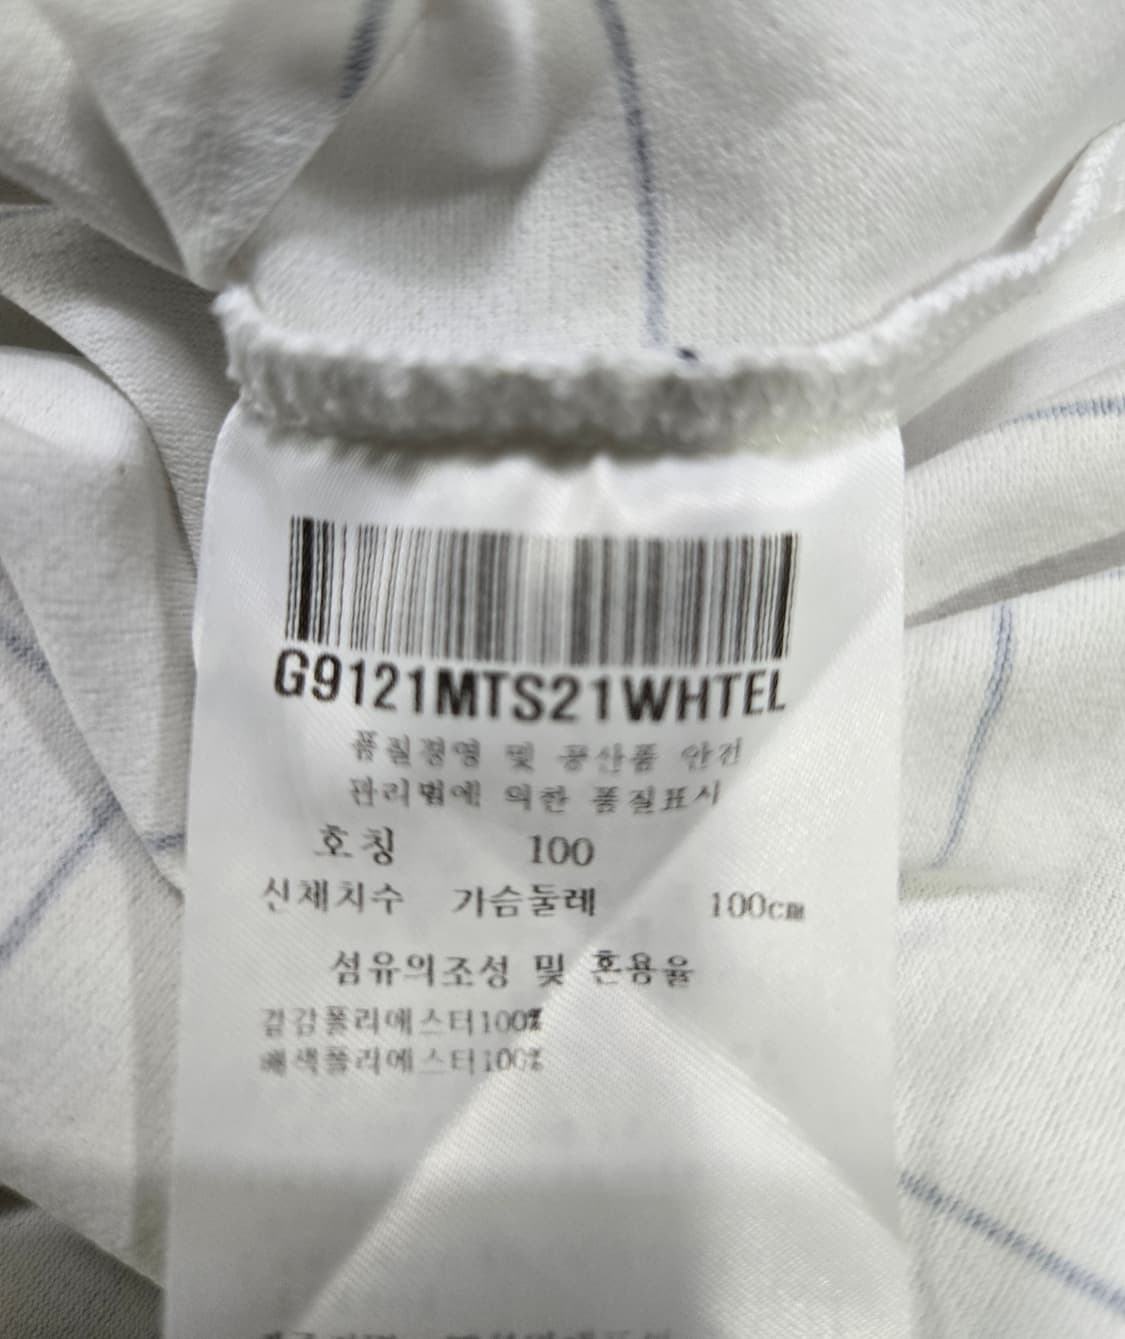 G9121MTS21WHTEL
품질경영 및 공산품 안전
관리법에 의한 품질표시
호칭 100
신체치수 가슴둘레 100cm
섬유의조성 및 혼용율
겉감폴리에스터100%
배색폴리에스터100%